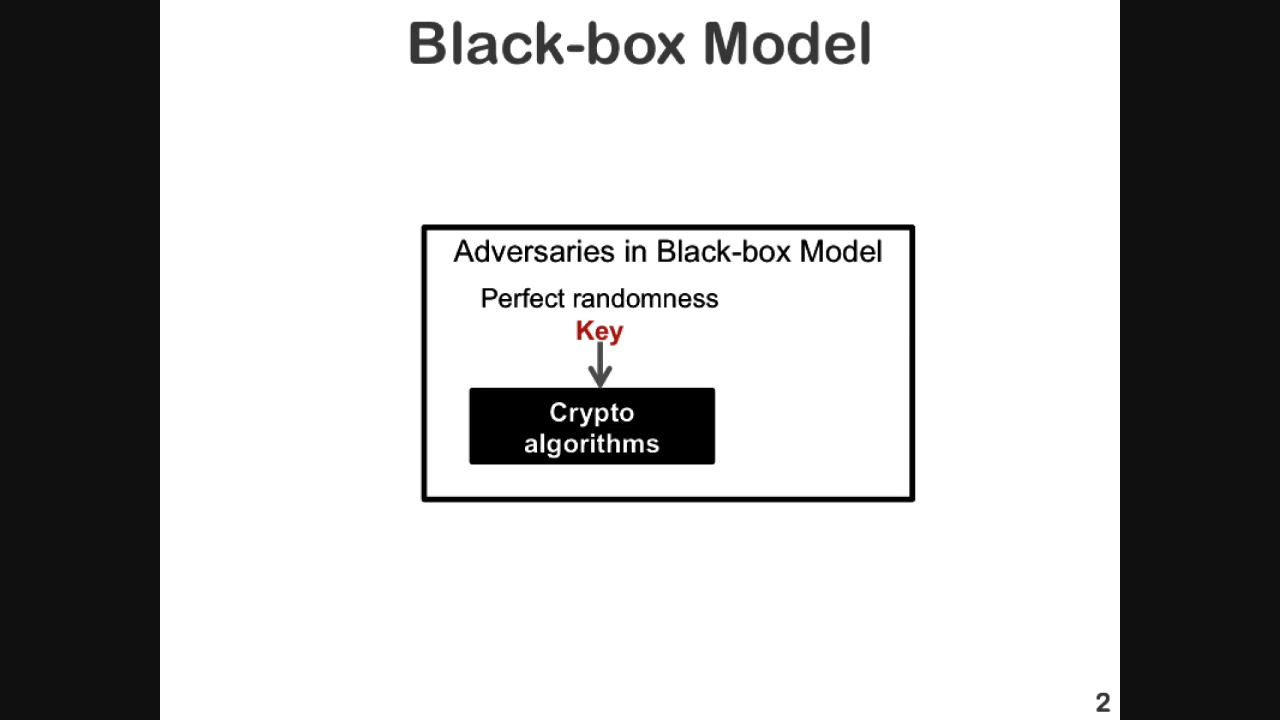 Black-box Model
Adversaries in Black-box Model
Perfect randomness
Key
Crypto
algorithms
2